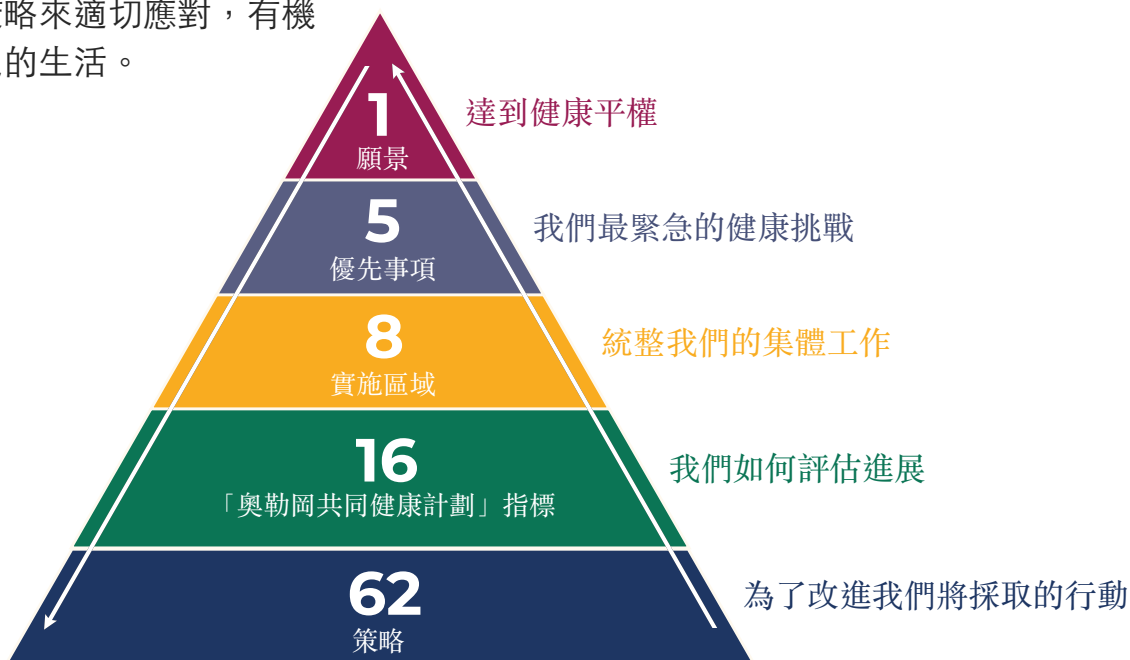 略來適切應對，有機
的生活。
1
願景
達到健康平權
5
優先事項
我們最緊急的健康挑戰
8
實施區域
統整我們的集體工作
16
「奧勒岡共同健康計劃」指標
我們如何評估進展
62
策略
為了改進我們將採取的行動